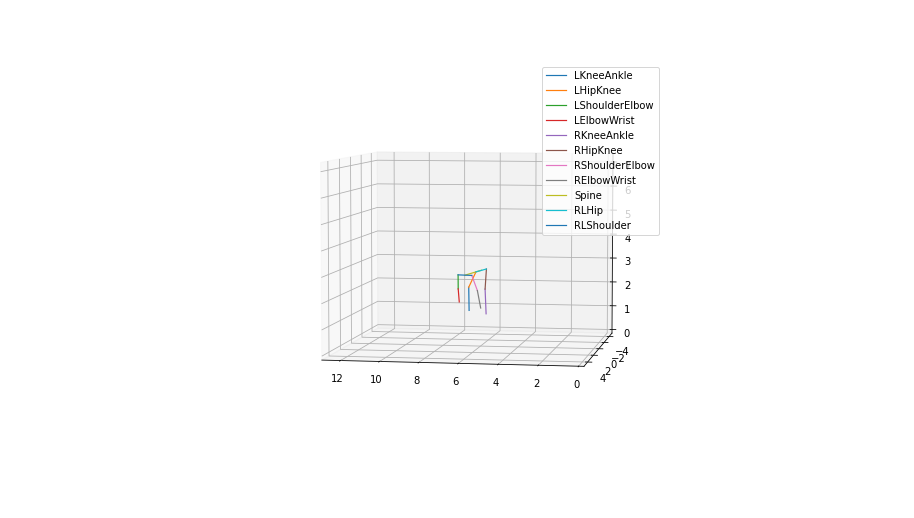 LKneeAnkle
LHipKnee
LShoulderElbow
LElbowWrist
RKneeAnkle
RHipKnee
RShoulderElbow
RElbowWrist
Spine
RLHip
RLShoulder
6
5
4
3
2
1
0
−4
−2
0
2
4
12
10
8
6
4
2
0